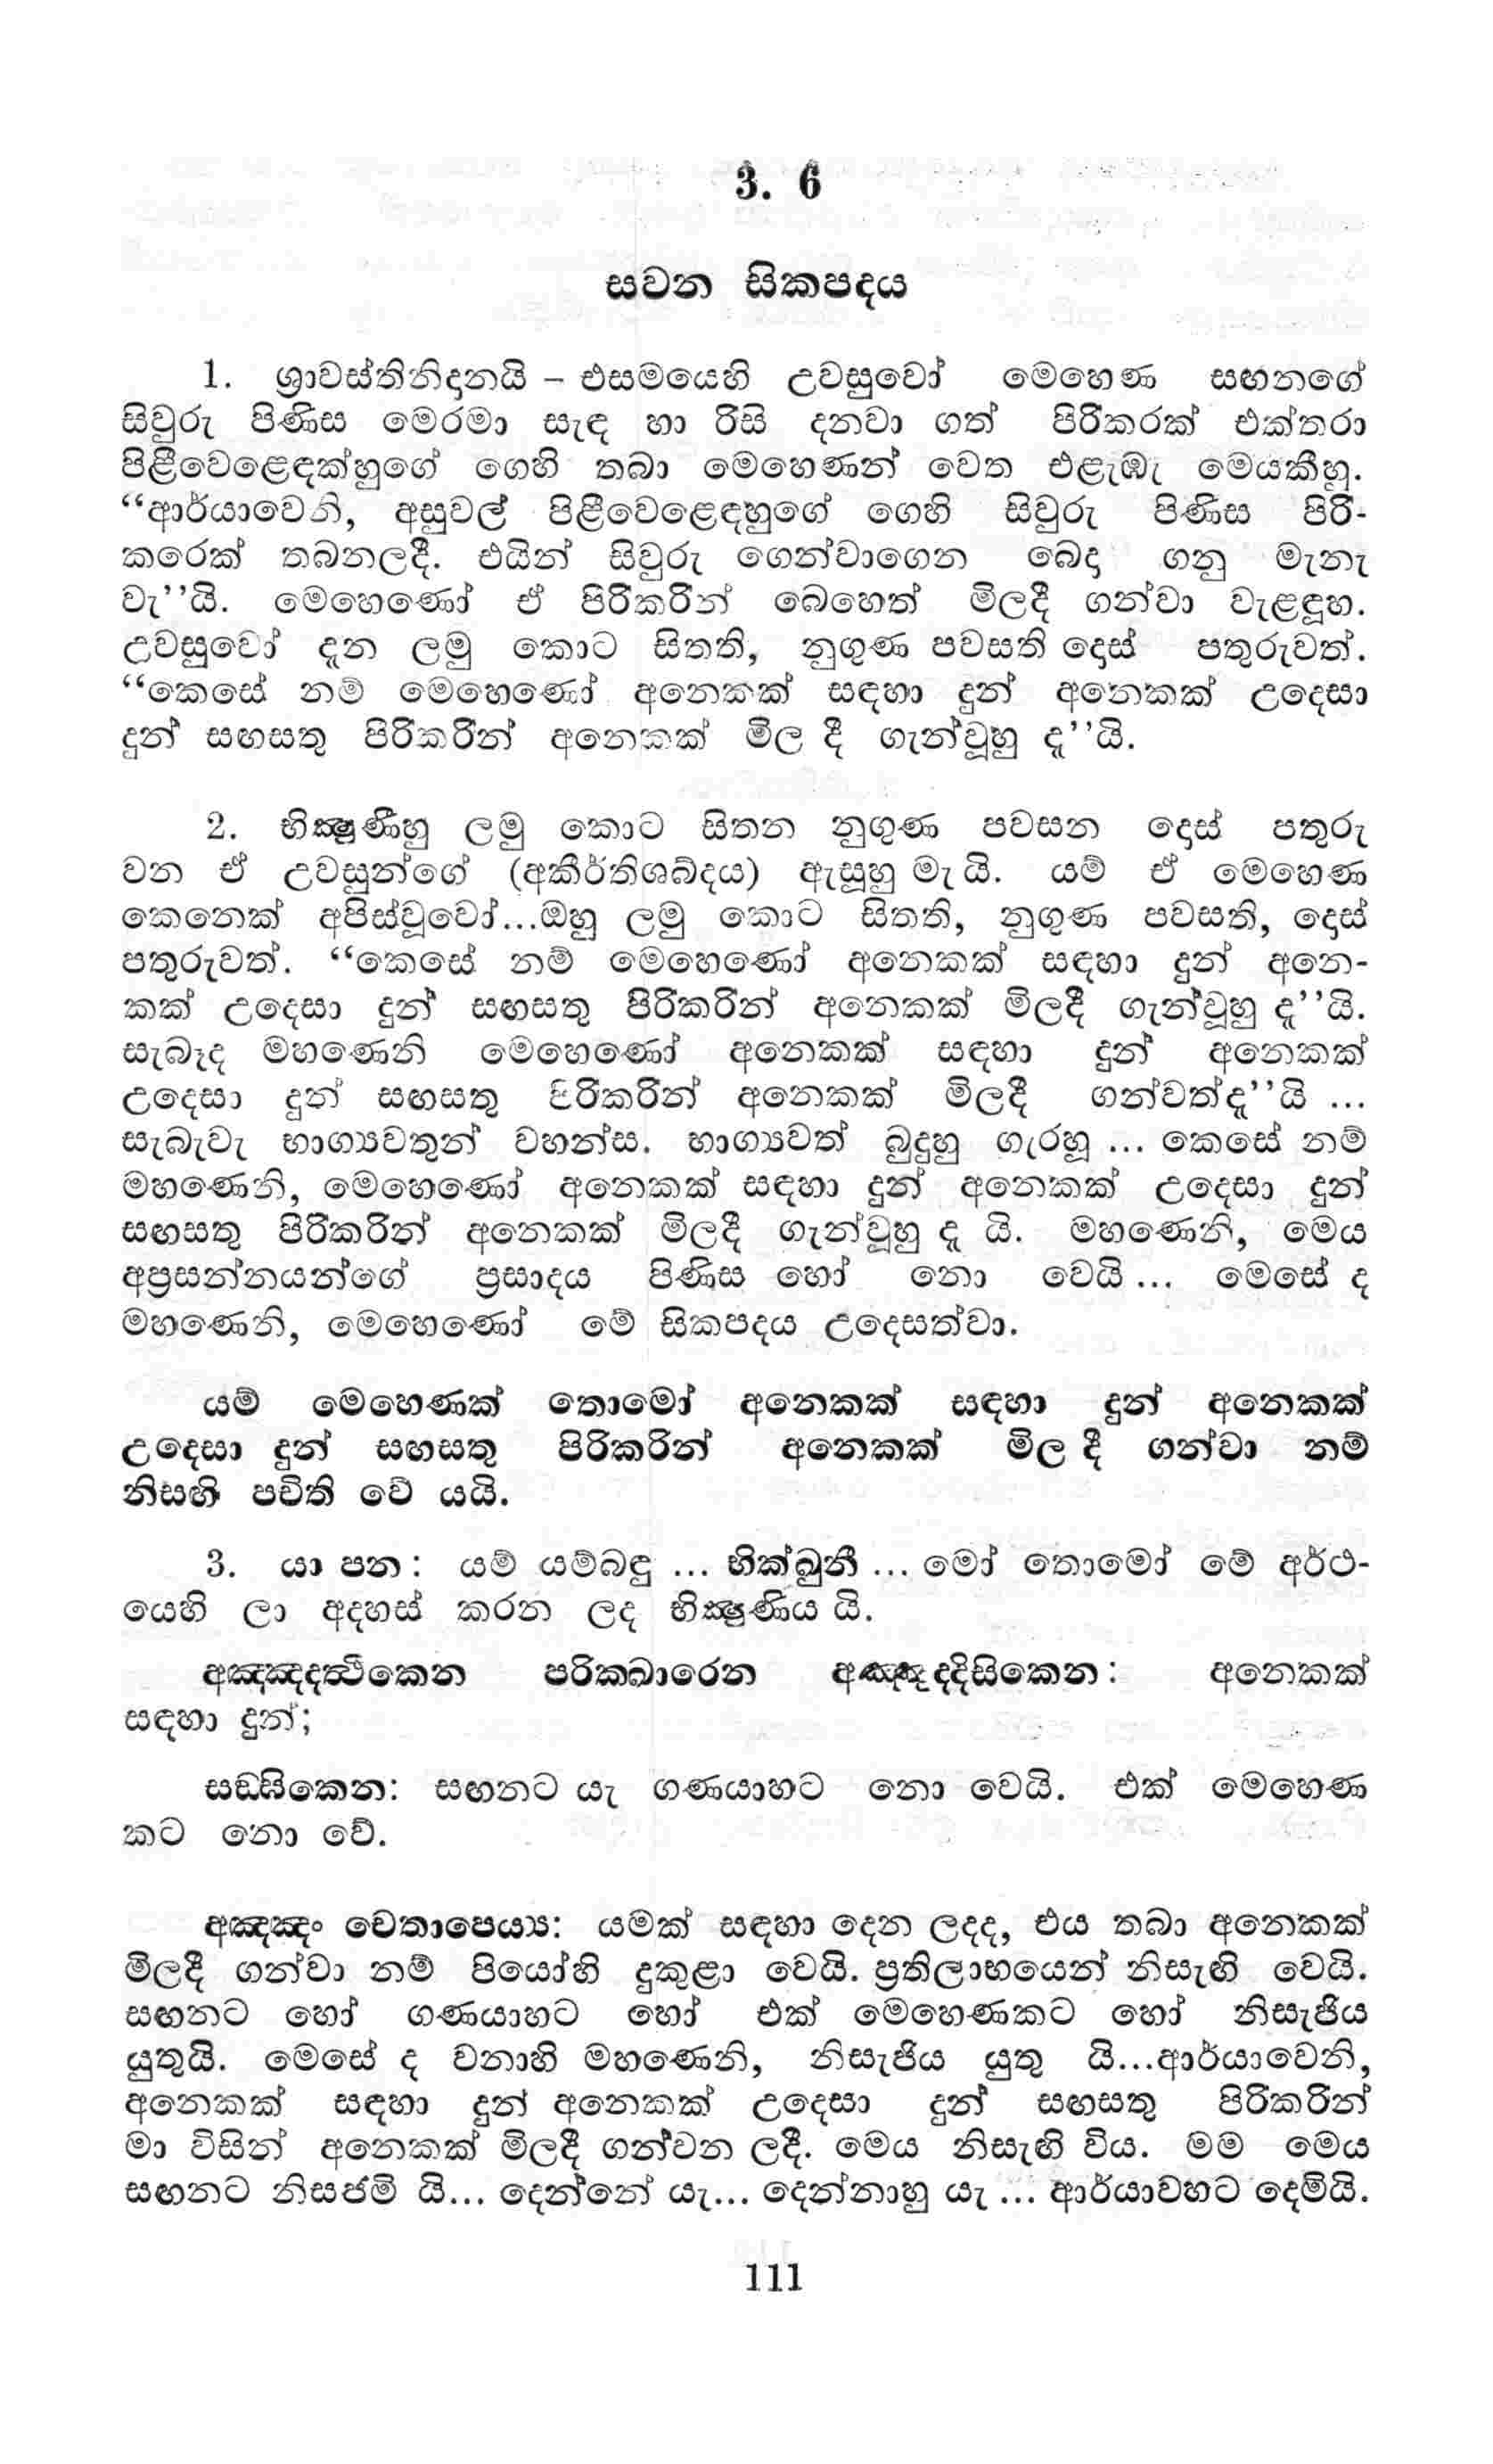 3. 6
සවන සිකපදය
1. ශ්‍රාවස්තිනිදානයි – එසමයෙහි උවසුවෝ මෙහෙණ සඟනගේ
සිවුරු පිණිස මෙරමා සැඳ හා රිසි දනවා ගත් පිරිකරක් එක්තරා
පිළීවෙළෙඳක්හුගේ ගෙහි තබා මෙහෙණන් වෙත එළැඹැ මෙයකීහු.
“ආර්යාවෙනි, අසුවල් පිළීවෙළෙඳහුගේ ගෙහි සිවුරු පිණිස පිරි-
කරෙක් තබනලදී. එයින් සිවුරු ගෙන්වාගෙන බෙදා ගනු මැනැ
වැ’’යි. මෙහෙණෝ ඒ පිරිකරින් බෙහෙත් මිලදී ගන්වා වැළඳූහ.
උවසුවෝ දැන ලමු කොට සිතති, නුගුණ පවසති දොස් පතුරුවත්.
“කෙසේ නම් මෙහෙණෝ අනෙකක් සඳහා දුන් අනෙකක් උදෙසා
දුන් සඟසතු පිරිකරින් අනෙකක් මිල දී ගැන්වූහු ද’’යි.
2. භික්‍ෂුණීහු ලමු කොට සිතන නුගුණ පවසන දොස් පතුරු
වන ඒ උවසුන්ගේ (අකීර්තිශබ්දය) ඇසූහු මැ යි. යම් ඒ මෙහෙණ
කෙනෙක් අපිස්වූවෝ...ඔහු ලමු කොට සිතති, නුගුණ පවසති, දොස්
පතුරුවත්. “කෙසේ නම් මෙහෙණෝ අනෙකක් සඳහා දුන් අනෙ-
කක් උදෙසා දුන් සඟසතු පිරිකරින් අනෙකක් මිලදී ගැන්වූහු ද’’යි.
සැබෑද මහණෙනි මෙහෙණෝ අනෙකක් සඳහා දුන් අනෙකක්
උදෙසා දුන් සඟසතු පිරිකරින් අනෙකක් මිලදී ගන්වත්ද’’යි ...
සැබැවැ භාග්‍යවතුන් වහන්ස. භාග්‍යවත් බුදුහු ගැරහූ ... කෙසේ නම්
මහණෙනි, මෙහෙණෝ අනෙකක් සඳහා දුන් අනෙකක් උදෙසා දුන්
සඟසතු පිරිකරින් අනෙකක් මිලදී ගැන්වූහු ද යි. මහණෙනි, මෙය
අප්‍රසන්නයන්ගේ ප්‍රසාදය පිණිස හෝ නො වෙයි ... මෙසේ ද
මහණෙනි, මෙහෙණෝ මේ සිකපදය උදෙසත්වා.
යම් මෙහෙණක් තොමෝ අනෙකක් සඳහා දුන් අනෙකක්
උදෙසා දුන් සඟසතු පිරිකරින් අනෙකක් මිල දී ගන්වා නම්
නිසඟි පචිති වේ යයි.
3. යා පන : යම් යම්බඳු ... භික්ඛුනී ... මෝ තොමෝ මේ අර්ථ-
යෙහි ලා අදහස් කරන ලද භික්‍ෂුණිය යි.
අඤ්ඤදත්‍ථිකෙන පරික්ඛාරෙන අඤ්ඤුද්දිසිකෙන : අනෙකක්
සඳහා දුන්;
සඞ්ඝිකෙන: සඟනට යැ ගණයාහට නො වෙයි. එක් මෙහෙණ
කට නො වේ.
අඤ්ඤං චෙතාපෙය්‍ය: යමක් සඳහා දෙන ලදද, එය තබා අනෙකක්
මිලදී ගන්වා නම් පියෝහි දුකුළා වෙයි. ප්‍රතිලාභයෙන් නිසැඟි වෙයි.
සඟනට හෝ ගණයාහට හෝ එක් මෙහෙණකට හෝ නිසැජිය
යුතුයි. මෙසේ ද වනාහි මහණෙනි, නිසැජිය යුතු යි...ආර්යාවෙනි,
අනෙකක් සඳහා දුන් අනෙකක් උදෙසා දුන් සඟසතු පිරිකරින්
මා විසින් අනෙකක් මිලදී ගන්වන ලදී. මෙය නිසැඟි විය. මම මෙය
සඟනට නිසජමි යි... දෙන්නේ යැ... දෙන්නාහු යැ ... ආර්යාවහට දෙමියි.
111